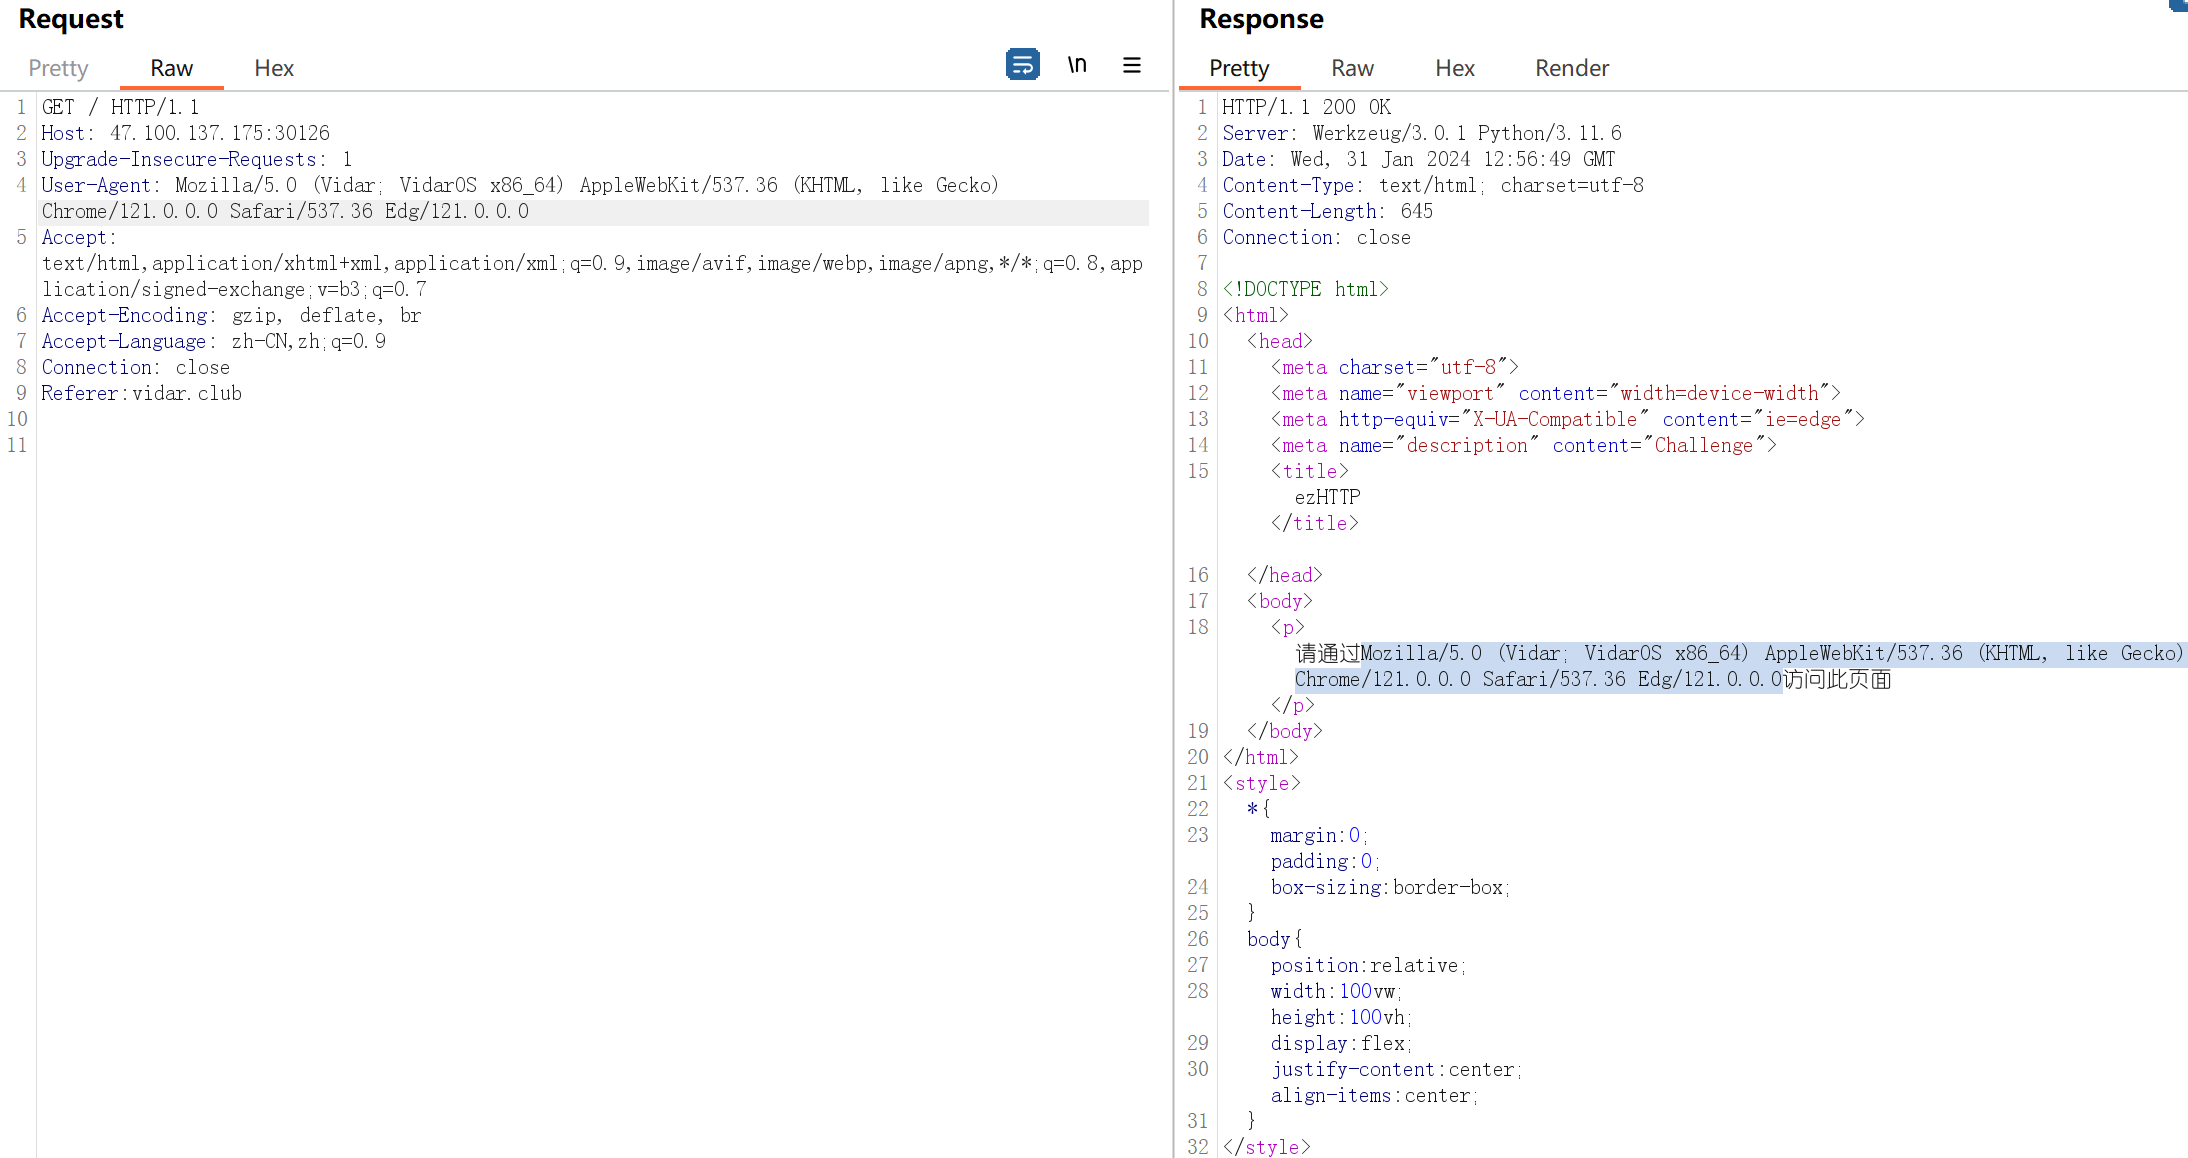 Request
Pretty Raw Hex \n
1 GET / HTTP/1.1
2 Host: 47.100.137.175:30126
3 Upgrade-Insecure-Requests: 1
4 User-Agent: Mozilla/5.0 (Vidar; VidarOS x86_64) AppleWebKit/537.36 (KHTML, like Gecko)
Chrome/121.0.0.0 Safari/537.36 Edg/121.0.0.0
5 Accept:
text/html,application/xhtml+xml,application/xml;q=0.9,image/avif,image/webp,image/apng,*/*;q=0.8,app
lication/signed-exchange;v=b3;q=0.7
6 Accept-Encoding: gzip, deflate, br
7 Accept-Language: zh-CN,zh;q=0.9
8 Connection: close
9 Referer:vidar.club
10
11
Response
Pretty Raw Hex Render
1 HTTP/1.1 200 OK
2 Server: Werkzeug/3.0.1 Python/3.11.6
3 Date: Wed, 31 Jan 2024 12:56:49 GMT
4 Content-Type: text/html; charset=utf-8
5 Content-Length: 645
6 Connection: close
7
8 <!DOCTYPE html>
9 <html>
10 <head>
11 <meta charset="utf-8">
12 <meta name="viewport" content="width=device-width">
13 <meta http-equiv="X-UA-Compatible" content="ie=edge">
14 <meta name="description" content="Challenge">
15 <title>
ezHTTP
</title>
16 </head>
17 <body>
18 <p>
请通过Mozilla/5.0 (Vidar; VidarOS x86_64) AppleWebKit/537.36 (KHTML, like Gecko)
Chrome/121.0.0.0 Safari/537.36 Edg/121.0.0.0访问此页面
</p>
19 </body>
20 </html>
21 <style>
22 *{
23 margin:0;
padding:0;
24 box-sizing:border-box;
25 }
26 body{
27 position:relative;
28 width:100vw;
height:100vh;
29 display:flex;
30 justify-content:center;
align-items:center;
31 }
32 </style>